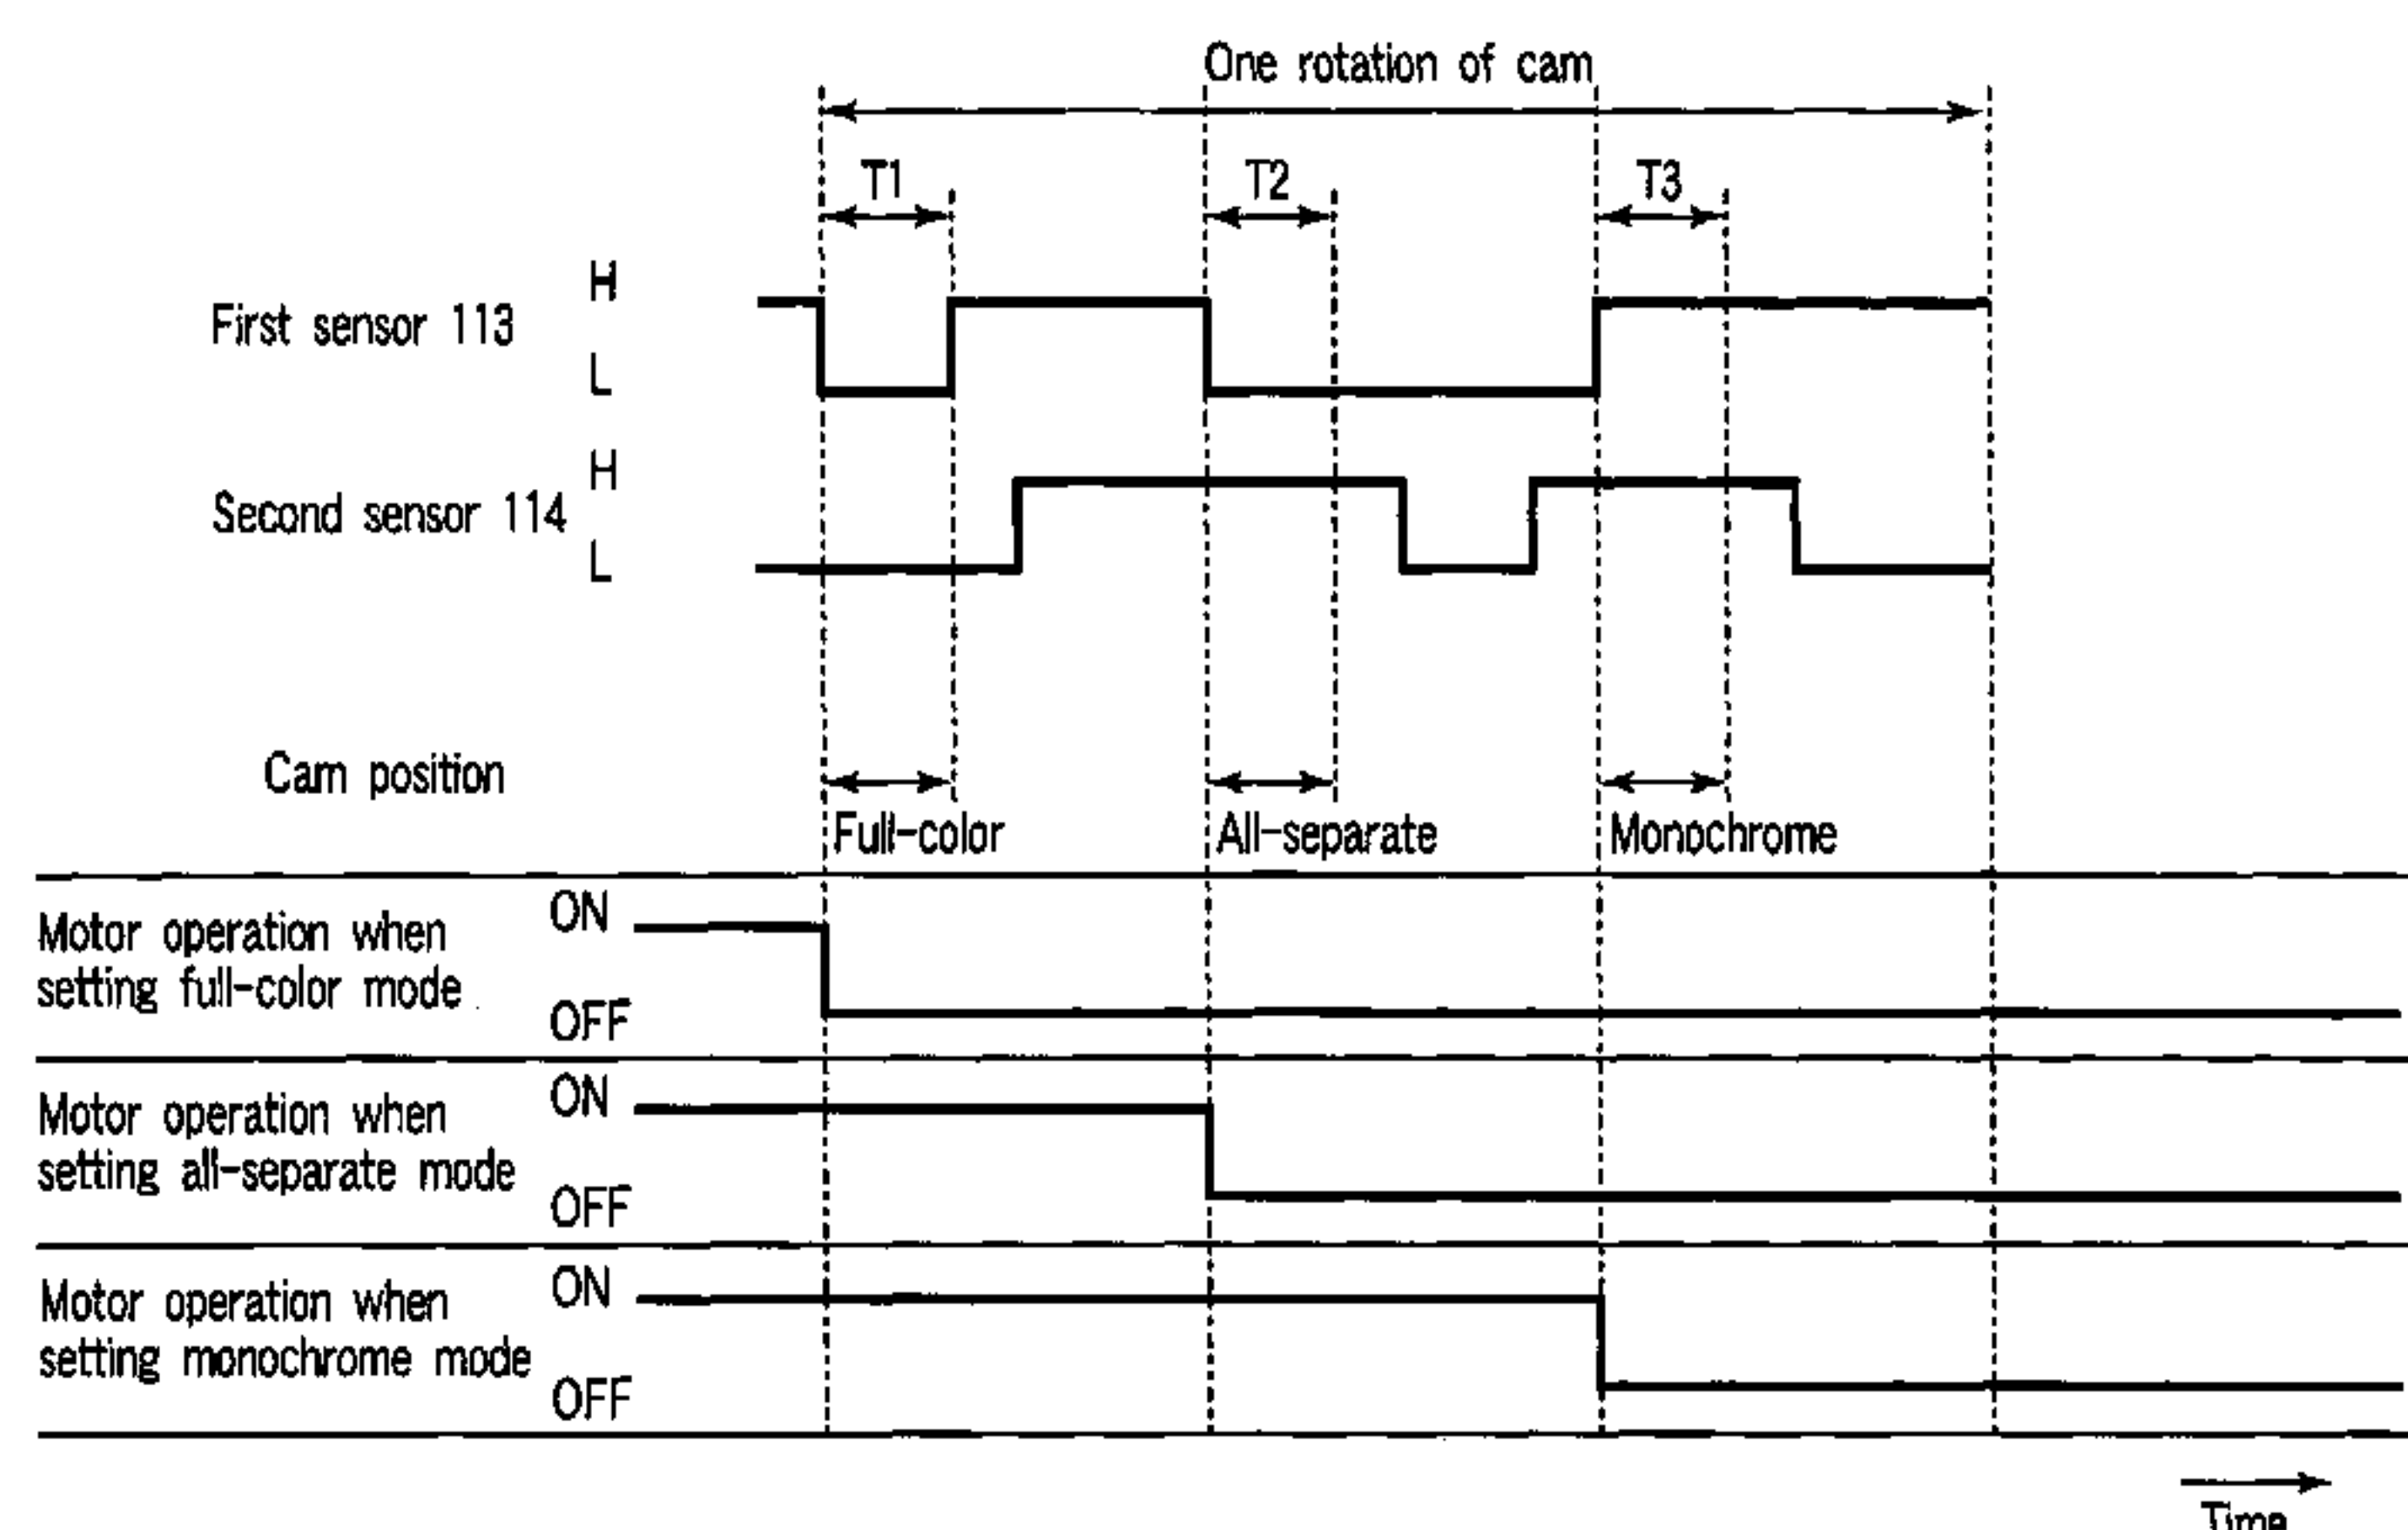 One rotation of cam
T1
T2
T3
H
First sensor 113
L
H
Second sensor 114
L
Cam position
Full-color
All-separate
Monochrome
Motor operation when
setting full-color mode
ON
OFF
Motor operation when
setting all-separate mode
ON
OFF
Motor operation when
setting monochrome mode
ON
OFF
Time